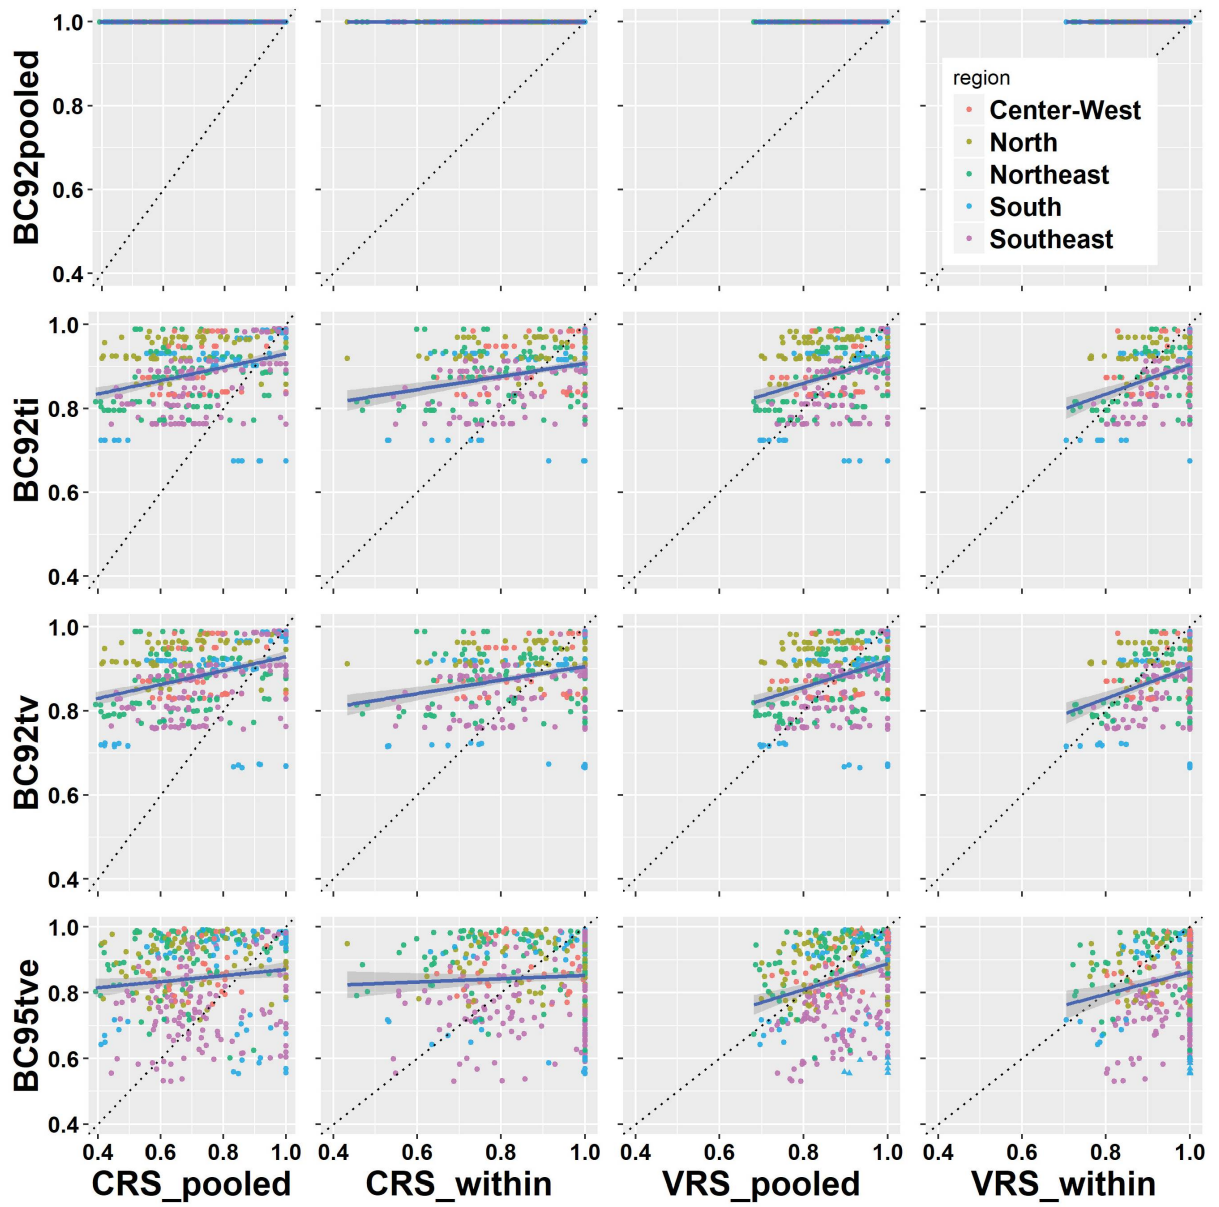 BC92pooled
1.0
0.8
0.6
0.4
region
Center-West
North
Northeast
South
Southeast
BC92ti
1.0
0.8
0.6
0.4
BC92tv
1.0
0.8
0.6
0.4
BC95tve
1.0
0.8
0.6
0.4
0.4 0.6 0.8 1.0 0.4 0.6 0.8 1.0 0.4 0.6 0.8 1.0 0.4 0.6 0.8 1.0
CRS_pooled CRS_within VRS_pooled VRS_within